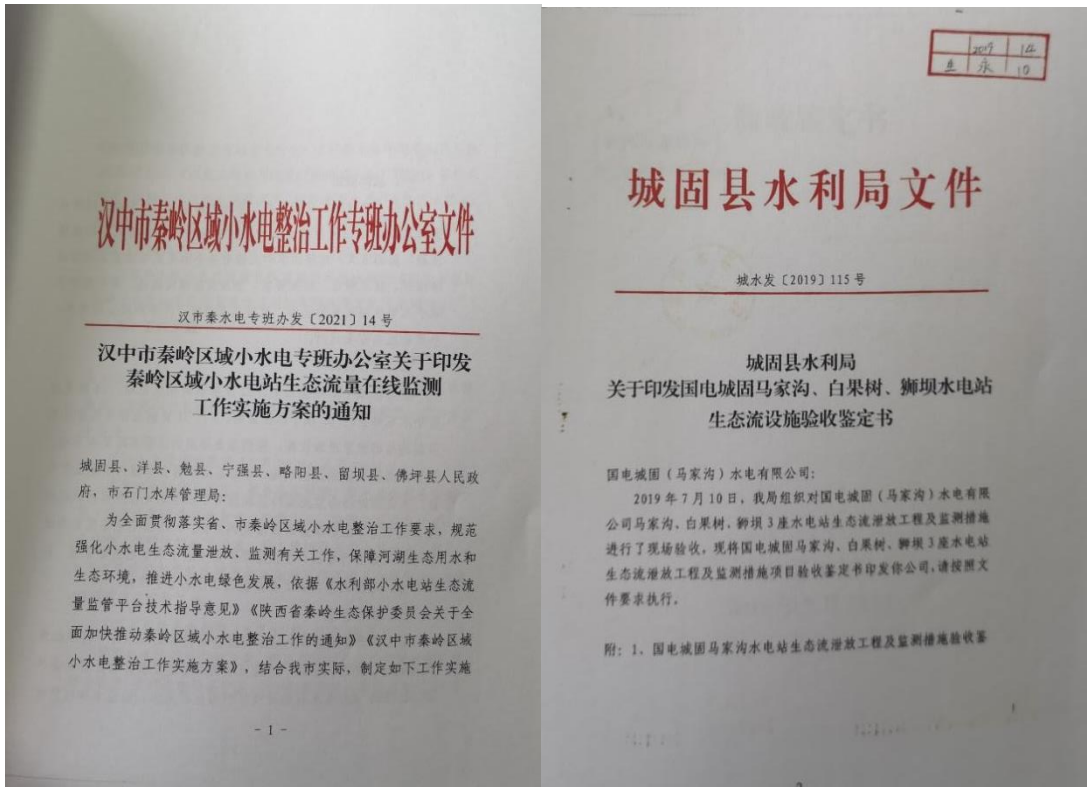 汉中市秦岭区域小水电整治工作专班办公室文件
汉市秦水电专班办发〔2021〕14号
汉中市秦岭区域小水电专班办公室关于印发
秦岭区域小水电站生态流量在线监测
工作实施方案的通知
城固县、洋县、勉县、宁强县、略阳县、留坝县、佛坪县人民政
府，市石门水库管理局：
为全面贯彻落实省、市秦岭区域小水电整治工作要求，规范
强化小水电生态流量泄放、监测有关工作，保障河湖生态用水和
生态环境，推进小水电绿色发展，依据《水利部小水电站生态流
量监管平台技术指导意见》《陕西省秦岭生态保护委员会关于全
面加快推动秦岭区域小水电整治工作的通知》《汉中市秦岭区域
小水电整治工作实施方案》，结合我市实际，制定如下工作实施
- 1 -
2019 14
永 10
城固县水利局文件
城水发〔2019〕115号
城固县水利局
关于印发国电城固马家沟、白果树、狮坝水电站
生态流设施验收鉴定书
国电城固（马家沟）水电有限公司：
2019年7月10日，我局组织对国电城固（马家沟）水电有限
公司马家沟、白果树、狮坝3座水电站生态流泄放工程及监测措施
进行了现场验收，现将国电城固马家沟、白果树、狮坝3座水电站
生态流泄放工程及监测措施项目验收鉴定书印发你公司，请按照文
件要求执行。
附：1、国电城固马家沟水电站生态流泄放工程及监测措施验收鉴